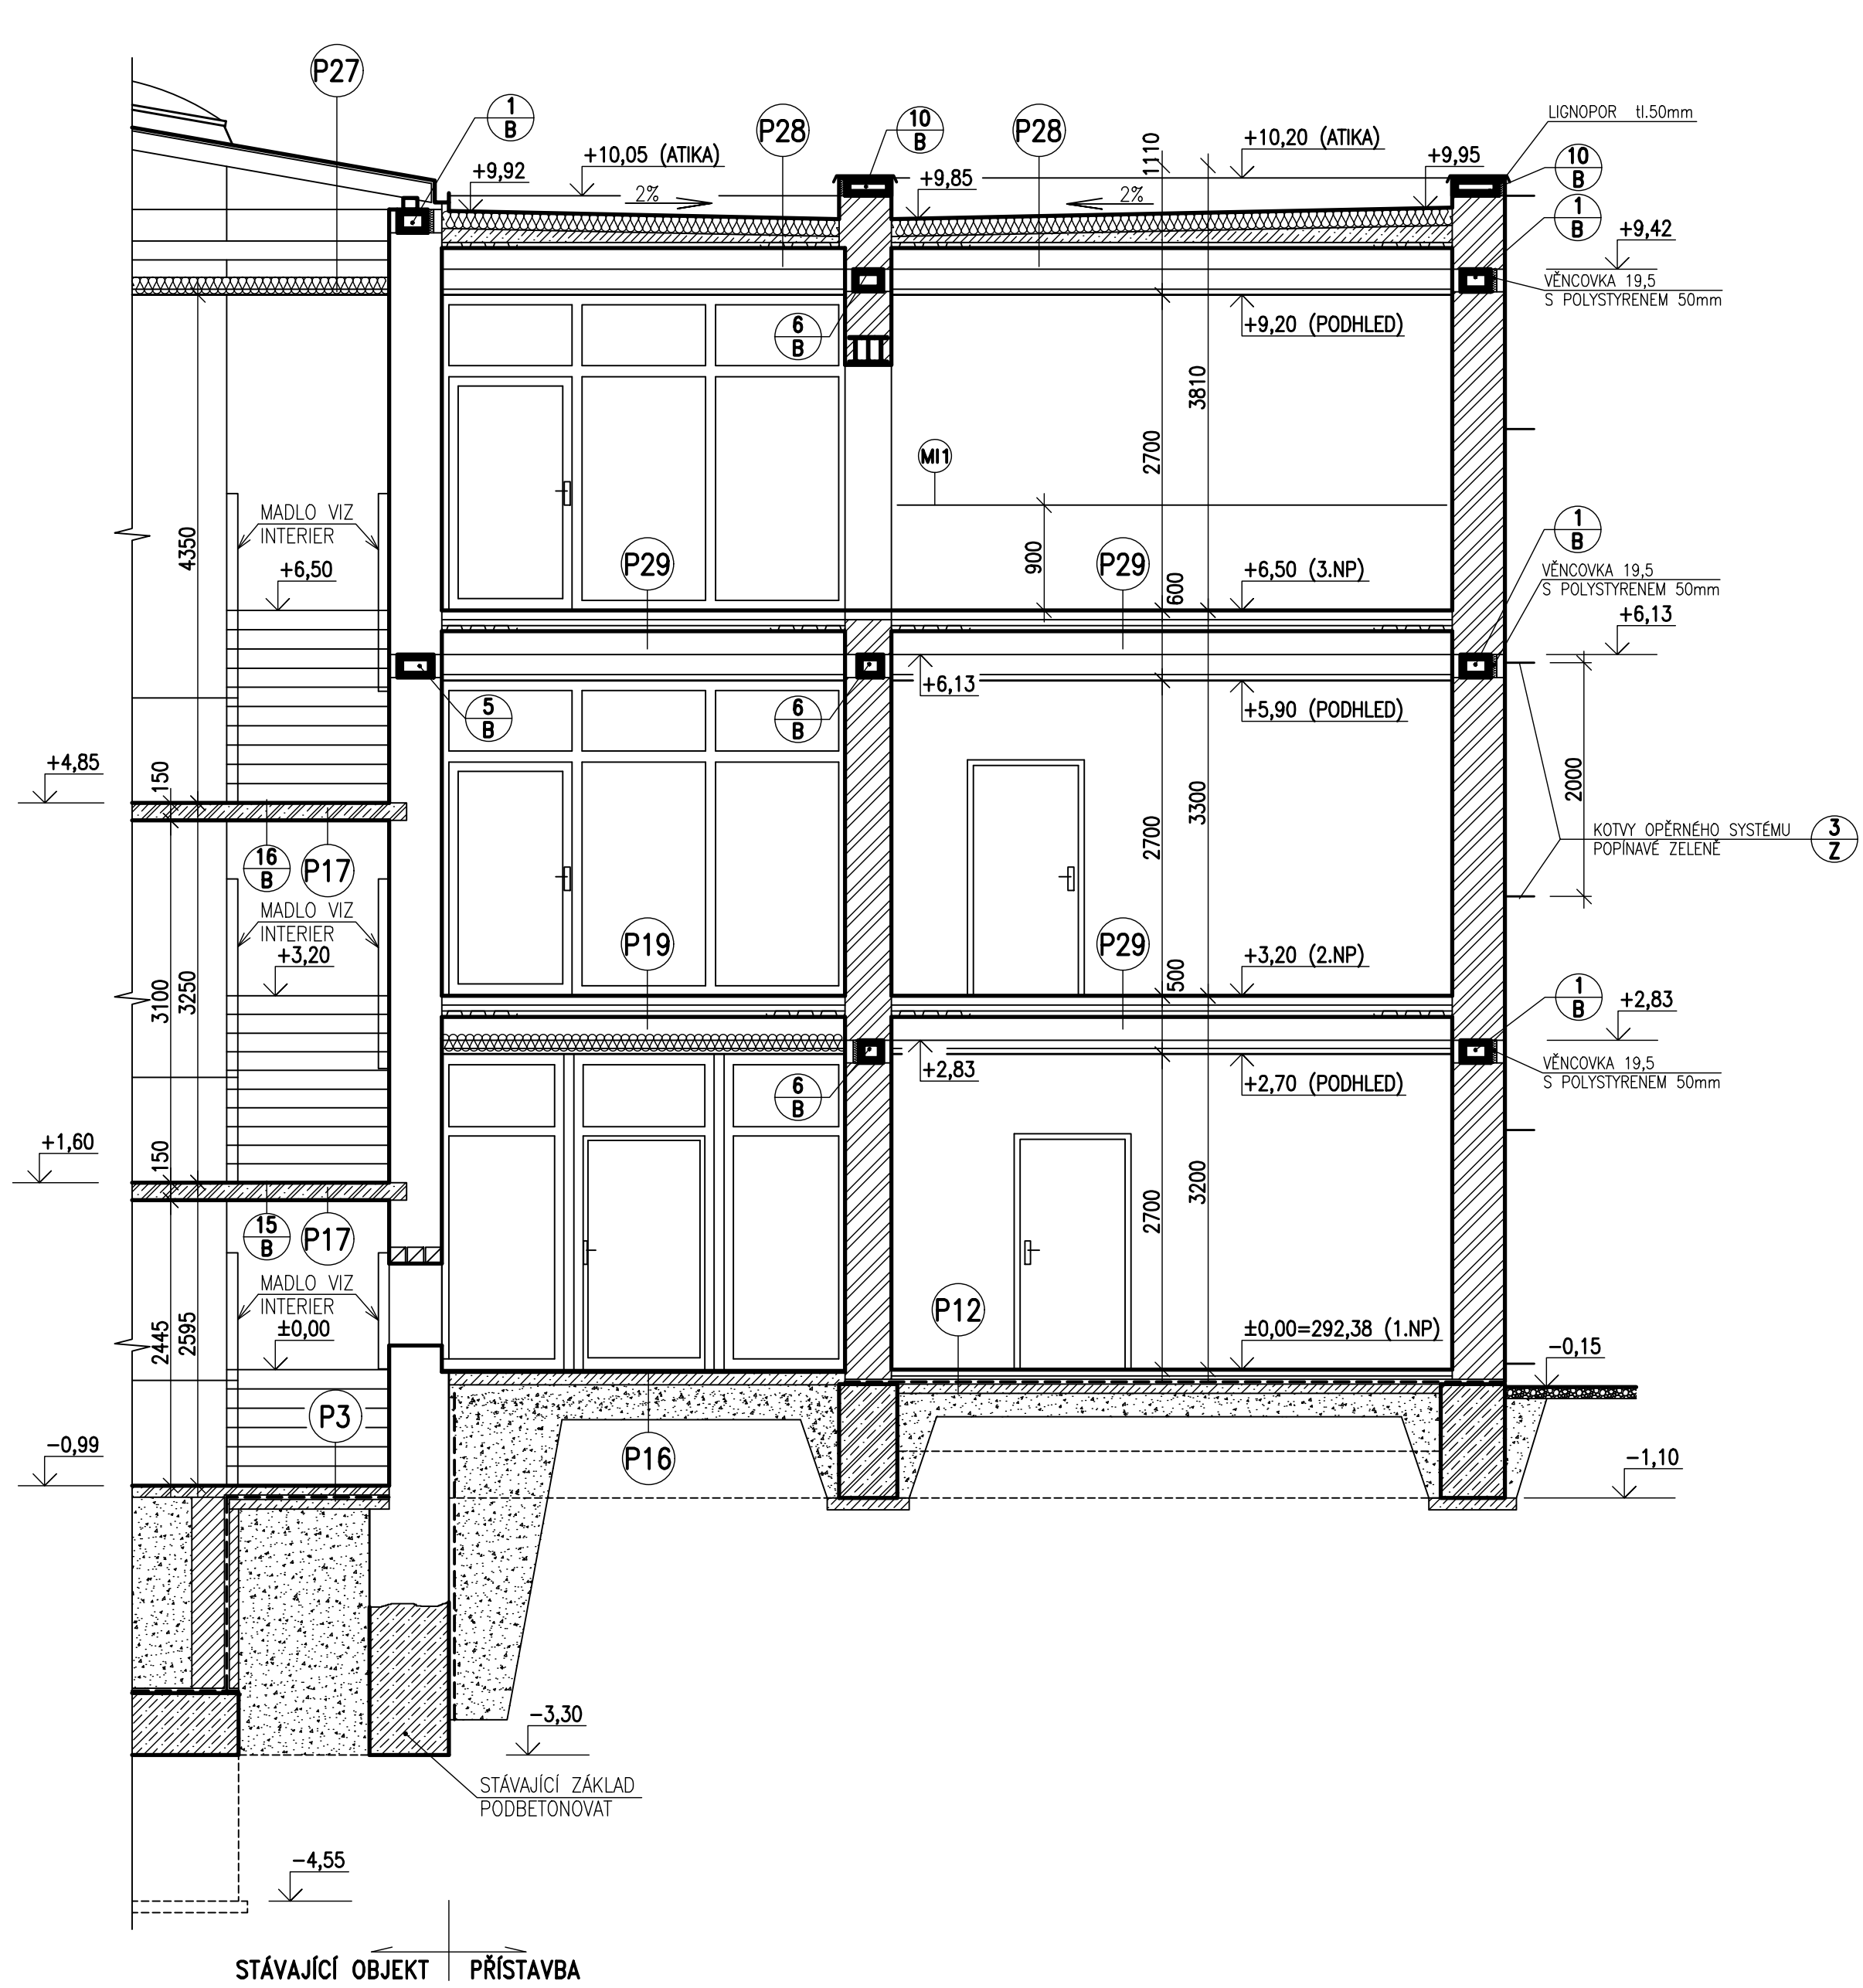 P27
1
B
P28
10
B
P28
1110
+10,20 (ATIKA)
LIGNOPOR tl.50mm
+10,05 (ATIKA)
+9,92
2%
+9,85
2%
+9,95
10
B
1
B
+9,42
VĚNCOVKA 19,5
S POLYSTYRENEM 50mm
6
B
+9,20 (PODHLED)
3810
2700
MI1
4350
MADLO VIZ
INTERIER
+6,50
P29
900
P29
600
+6,50 (3.NP)
1
B
VĚNCOVKA 19,5
S POLYSTYRENEM 50mm
+6,13
5
B
6
B
+6,13
+5,90 (PODHLED)
+4,85
150
2000
2700
3300
KOTVY OPĚRNÉHO SYSTÉMU
POPÍNAVÉ ZELENĚ
3
Z
16
B
P17
MADLO VIZ
INTERIER
+3,20
P19
P29
500
+3,20 (2.NP)
3100
3250
1
B
+2,83
VĚNCOVKA 19,5
S POLYSTYRENEM 50mm
6
B
+2,83
+2,70 (PODHLED)
+1,60
150
2700
3200
15
B
P17
MADLO VIZ
INTERIER
±0,00
2445
2595
P12
±0,00=292,38 (1.NP)
-0,15
P3
-0,99
P16
-1,10
-3,30
STÁVAJÍCÍ ZÁKLAD
PODBETONOVAT
-4,55
STÁVAJÍCÍ OBJEKT
PŘÍSTAVBA